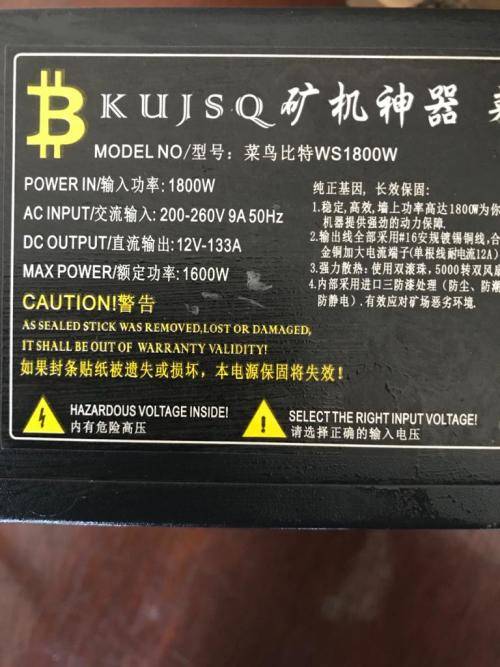 KUJSQ矿机神器
MODEL NO/型号: 菜鸟比特WS1800W
POWER IN/输入功率: 1800W
AC INPUT/交流输入: 200-260V 9A 50Hz
DC OUTPUT/直流输出: 12V-133A
MAX POWER/额定功率: 1600W
CAUTION!警告
AS SEALED STICK WAS REMOVED,LOST OR DAMAGED,
IT SHALL BE OUT OF WARRANTY VALIDITY!
如果封条贴纸被遗失或损坏，本电源保固将失效！
纯正基因, 长效保固:
1.稳定,高效,墙上功率高达1800W为你
机器提供强劲的动力保障.
2.输出线全部采用#16安规镀锡铜线,合
金铜加大电流端子(单根线耐电流12A)
3.强力散热:使用双滚珠,5000转双风扇
4.内部采用进口三防漆处理(防尘、防潮
防静电).有效应对矿场恶劣环境.
HAZARDOUS VOLTAGE INSIDE!
内有危险高压
SELECT THE RIGHT INPUT VOLTAGE!
请选择正确的输入电压